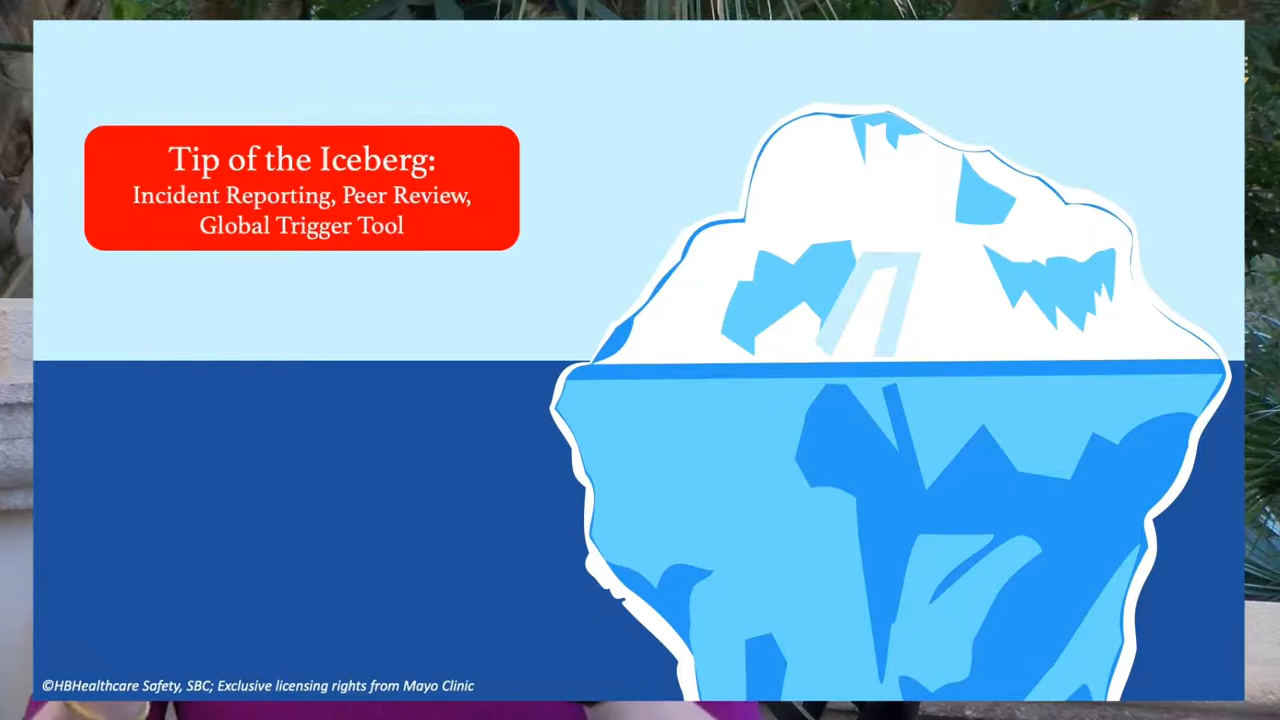 Tip of the Iceberg:
Incident Reporting, Peer Review,
Global Trigger Tool
©HBHealthcare Safety, SBC; Exclusive licensing rights from Mayo Clinic